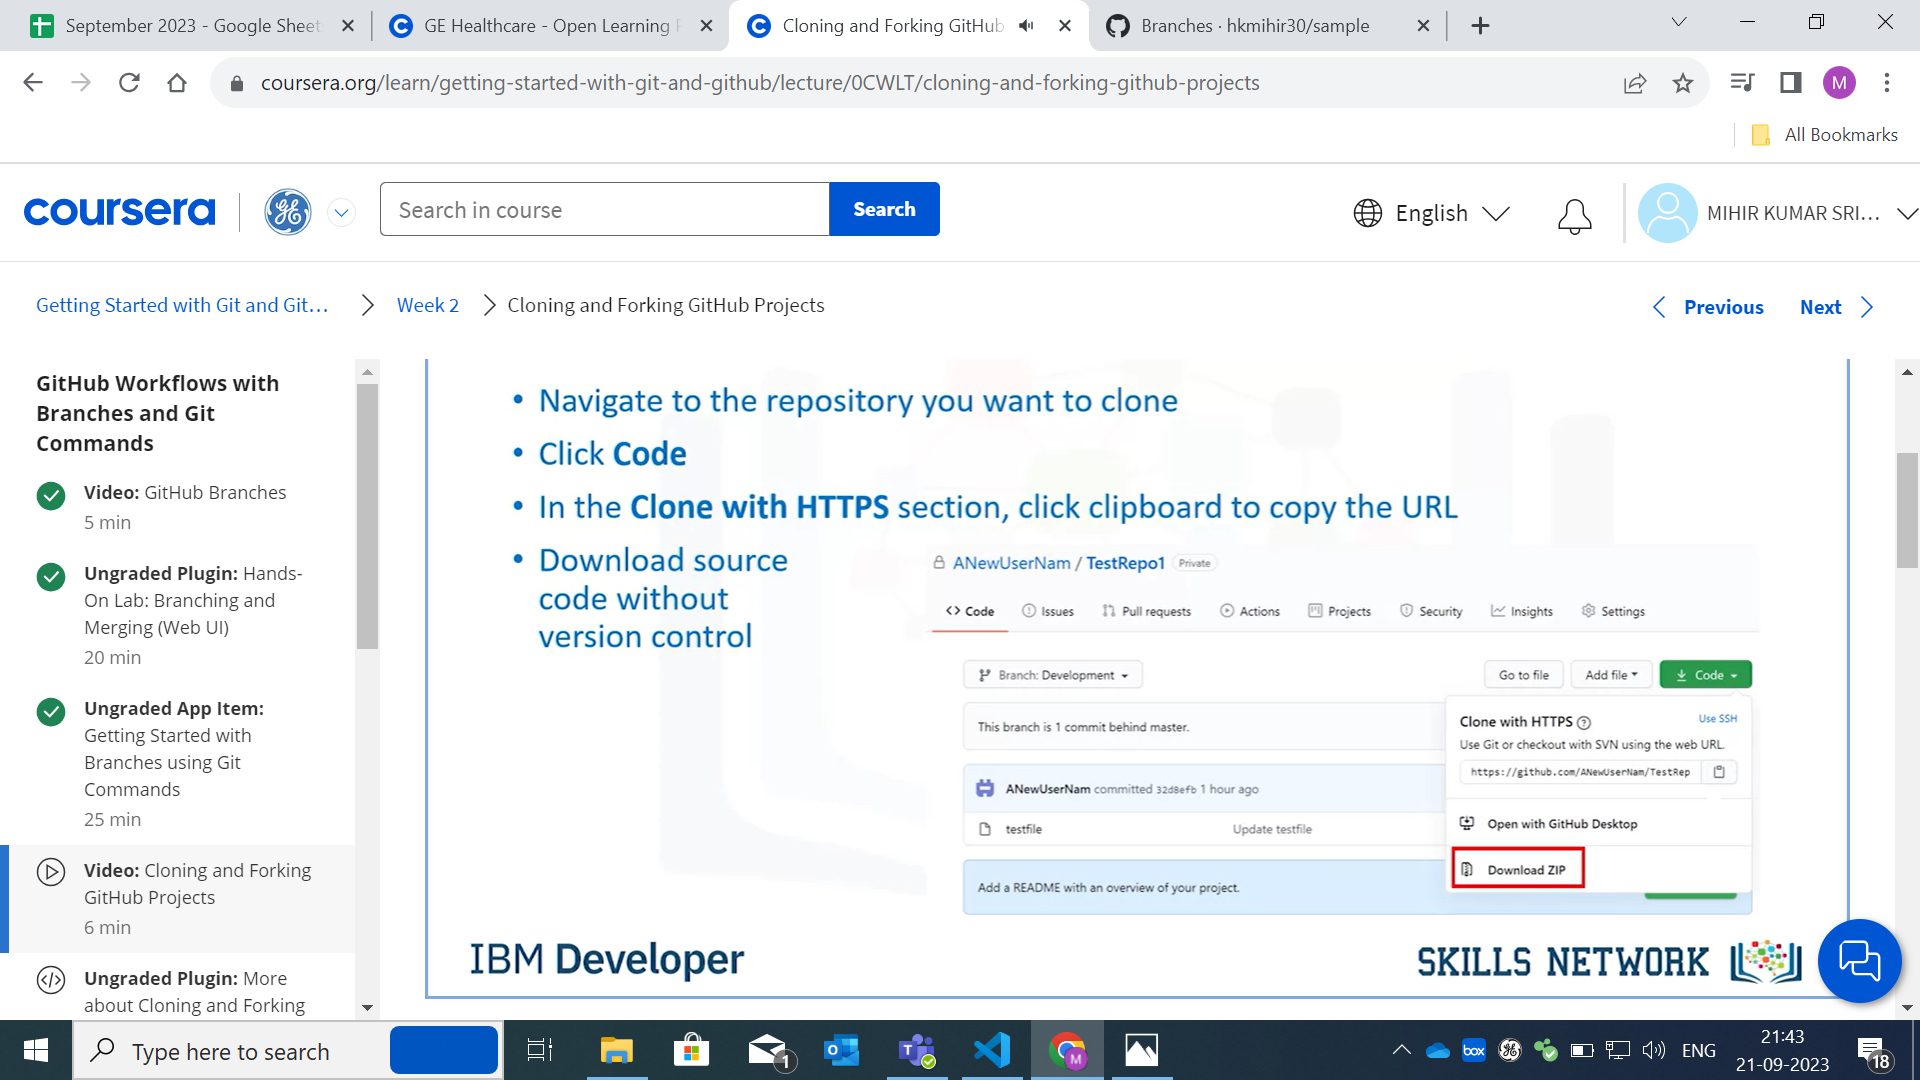 September 2023 - Google Sheet
GE Healthcare - Open Learning
Cloning and Forking GitHub
Branches · hkmihir30/sample
coursera.org/learn/getting-started-with-git-and-github/lecture/0CWLT/cloning-and-forking-github-projects
M
All Bookmarks
coursera
Search in course
Search
English
MIHIR KUMAR SRI...
Getting Started with Git and Git...
Week 2
Cloning and Forking GitHub Projects
Previous
Next
GitHub Workflows with
Branches and Git
Commands
Video: GitHub Branches
5 min
Ungraded Plugin: Hands-
On Lab: Branching and
Merging (Web UI)
20 min
Ungraded App Item:
Getting Started with
Branches using Git
Commands
25 min
Video: Cloning and Forking
GitHub Projects
6 min
Ungraded Plugin: More
about Cloning and Forking
• Navigate to the repository you want to clone
• Click Code
• In the Clone with HTTPS section, click clipboard to copy the URL
• Download source
code without
version control
ANewUserNam / TestRepo1 Private
Code Issues Pull requests Actions Projects Security Insights Settings
Branch: Development
Go to file
Add file
Code
This branch is 1 commit behind master.
Clone with HTTPS
Use SSH
Use Git or checkout with SVN using the web URL.
https://github.com/ANewUserNam/TestRep
ANewUserNam committed 32d8efb 1 hour ago
testfile
Update testfile
Open with GitHub Desktop
Download ZIP
Add a README with an overview of your project.
IBM Developer
SKILLS NETWORK
Type here to search
1
M
box
ENG
21:43
21-09-2023
18